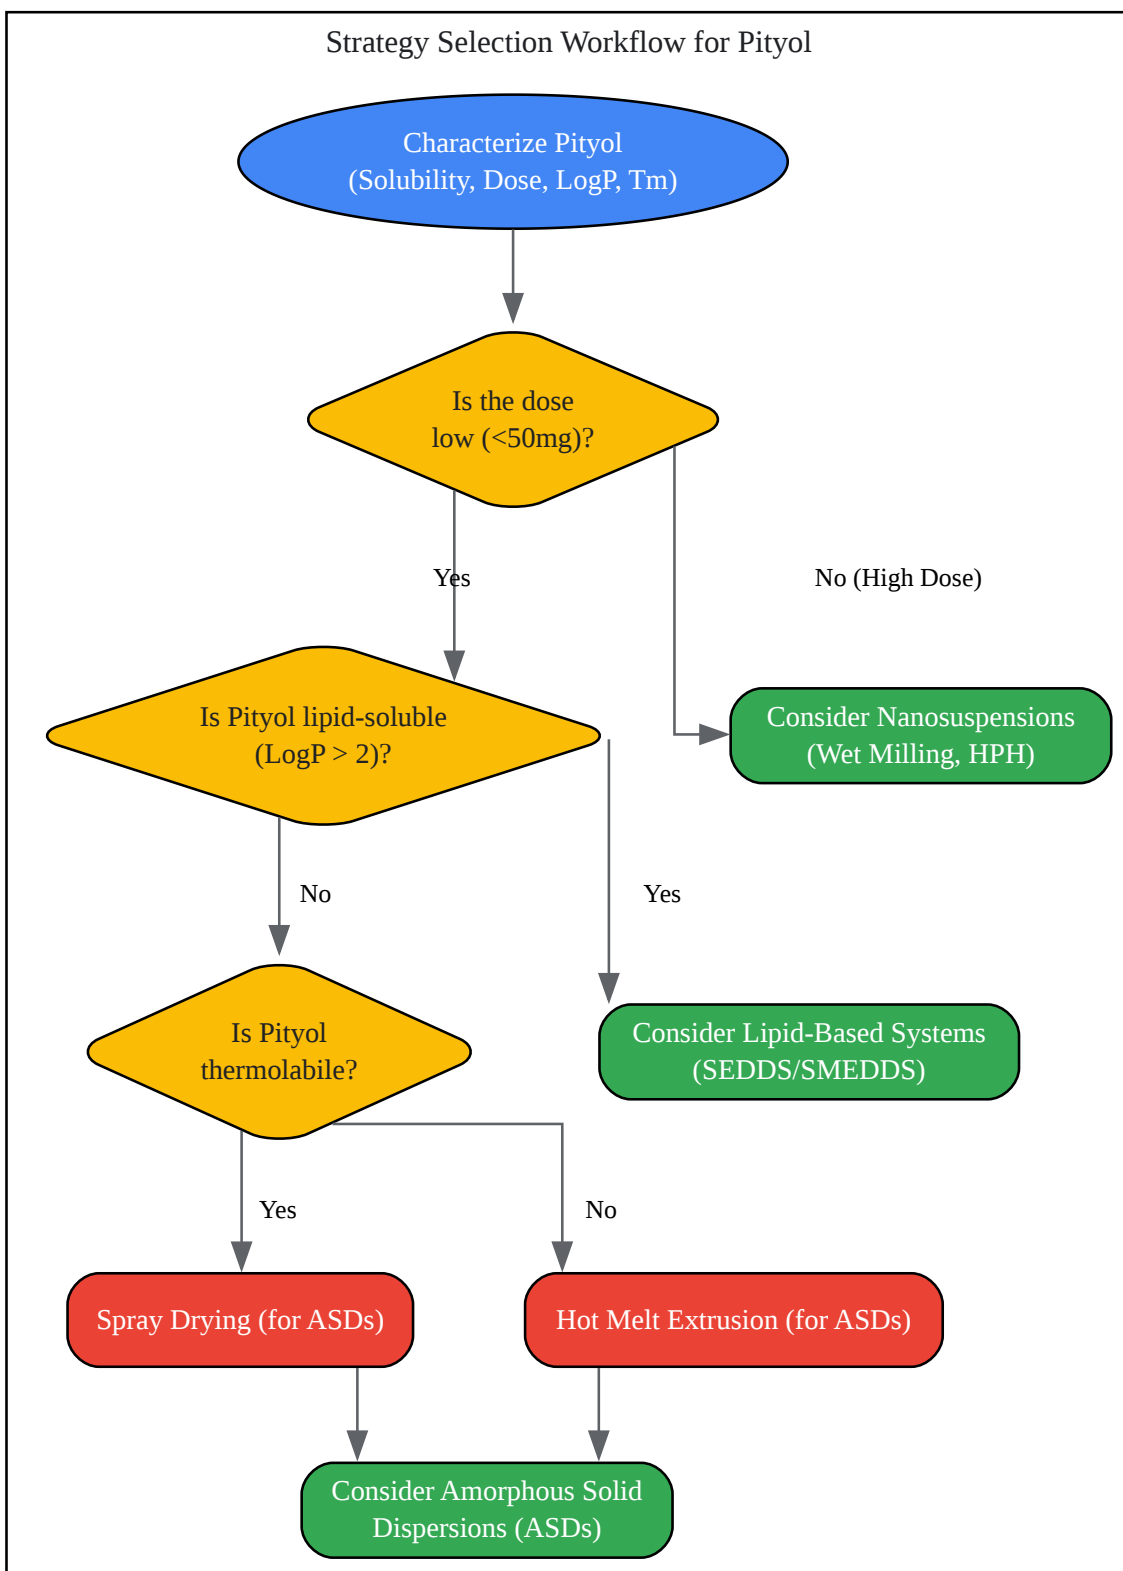 Strategy Selection Workflow for Pityol
Characterize Pityol
(Solubility, Dose, LogP, Tm)
Is the dose
low (<50mg)?
Yes
No (High Dose)
Is Pityol lipid-soluble
(LogP > 2)?
Consider Nanosuspensions
(Wet Milling, HPH)
No
Yes
Is Pityol
thermolabile?
Consider Lipid-Based Systems
(SEDDS/SMEDDS)
Yes
No
Spray Drying (for ASDs)
Hot Melt Extrusion (for ASDs)
Consider Amorphous Solid
Dispersions (ASDs)